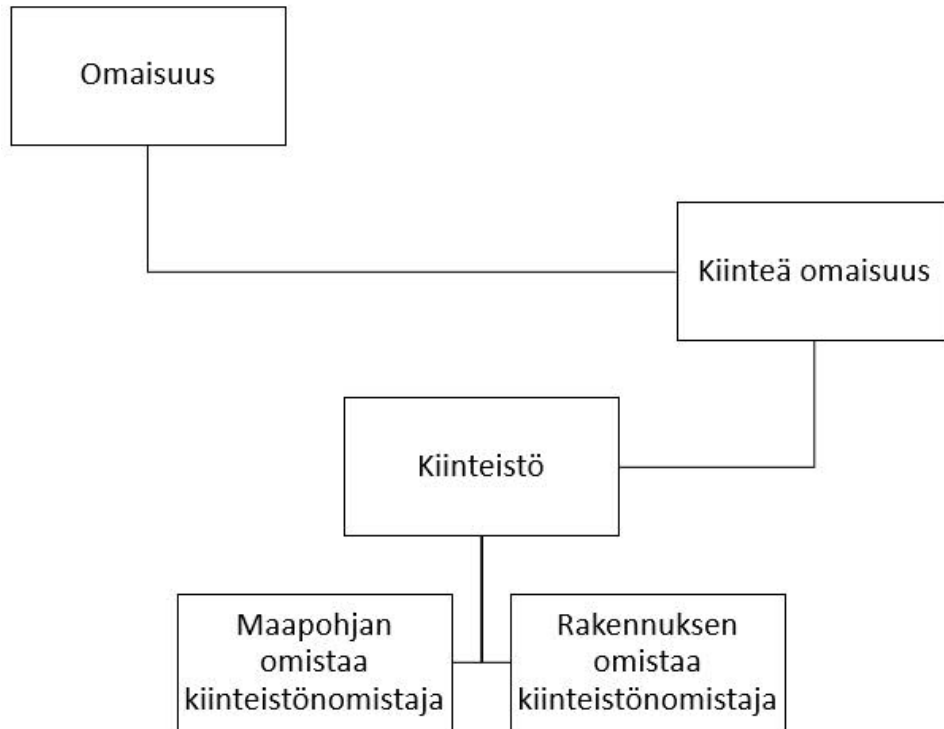 Omaisuus
Kiinteä omaisuus
Kiinteistö
Maapohjan
omistaa
kiinteistönomistaja
Rakennuksen
omistaa
kiinteistönomistaja